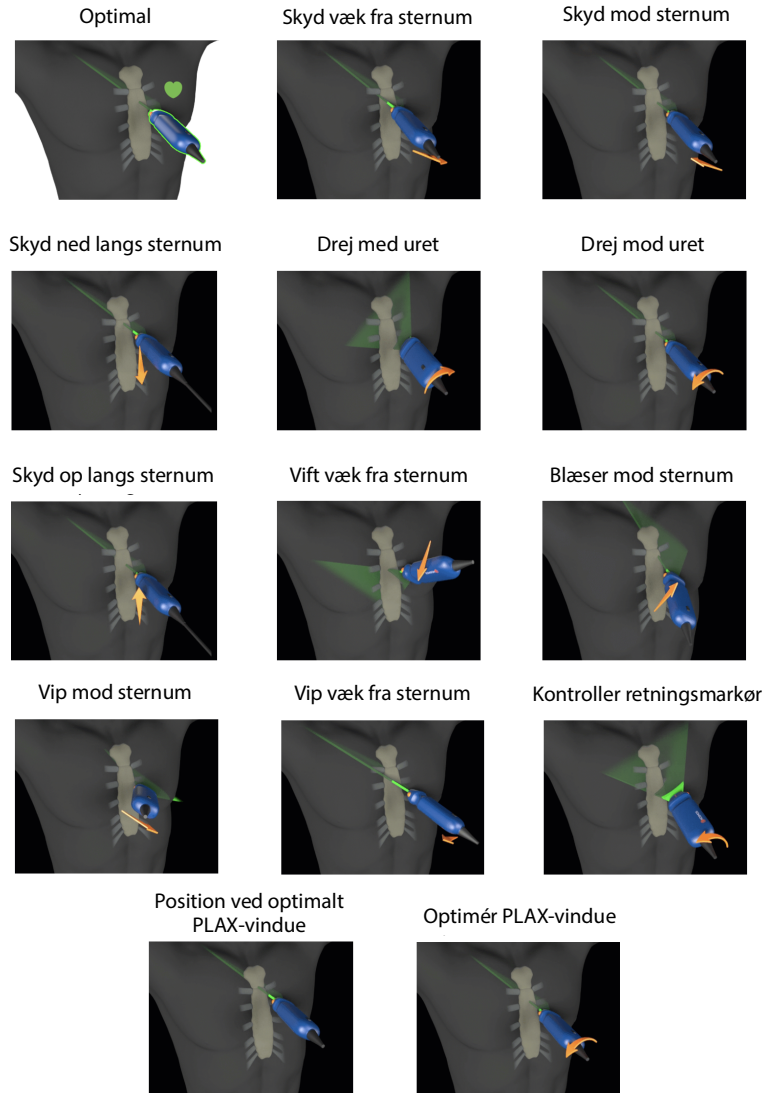 Optimal
Skyd væk fra sternum
Skyd mod sternum
Skyd ned langs sternum
Drej med uret
Drej mod uret
Skyd op langs sternum
Vift væk fra sternum
Blæser mod sternum
Vip mod sternum
Vip væk fra sternum
Kontroller retningsmarkør
Position ved optimalt
PLAX-vindue
Optimér PLAX-vindue